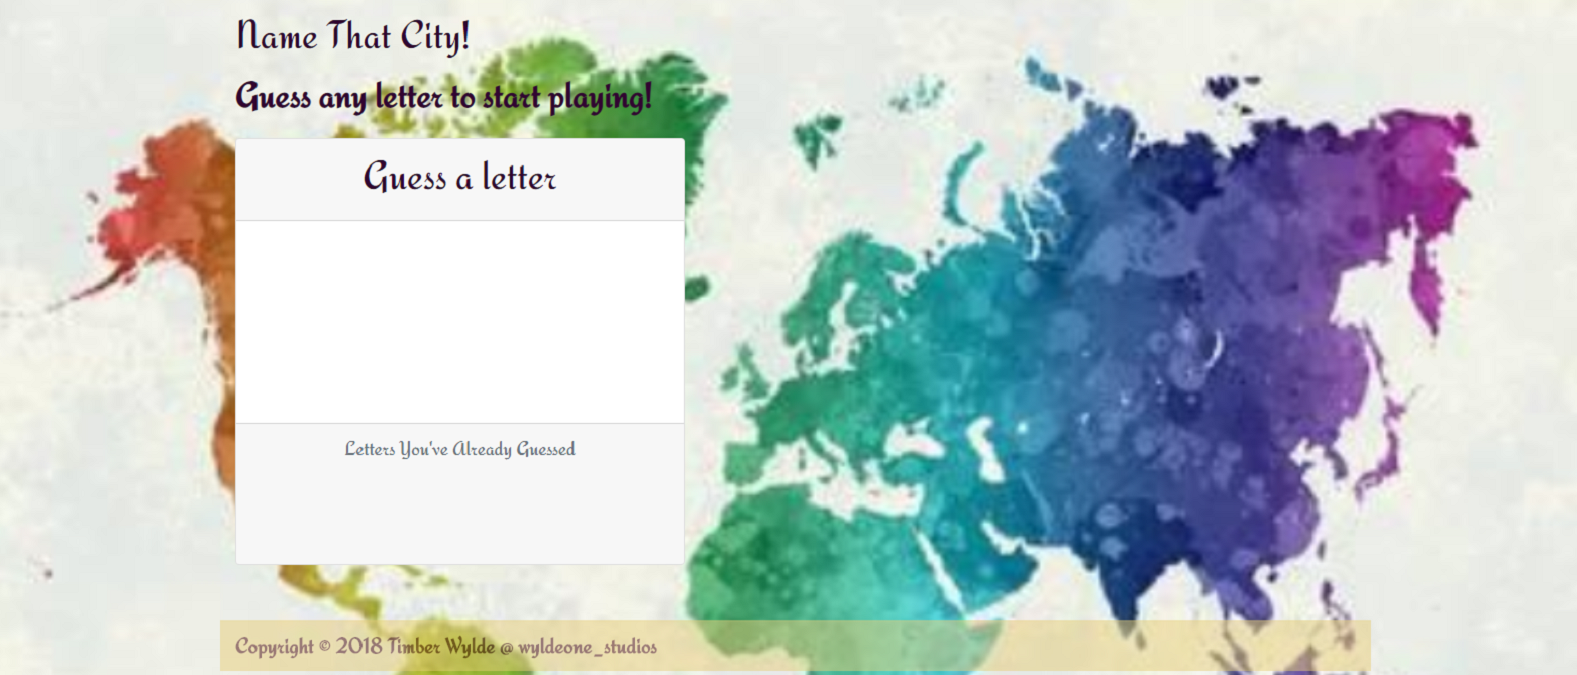 Name That City!
Guess any letter to start playing!
Guess a letter
Letters You've Already Guessed
Copyright © 2018 Timber Wylde @ wyldeone_studios